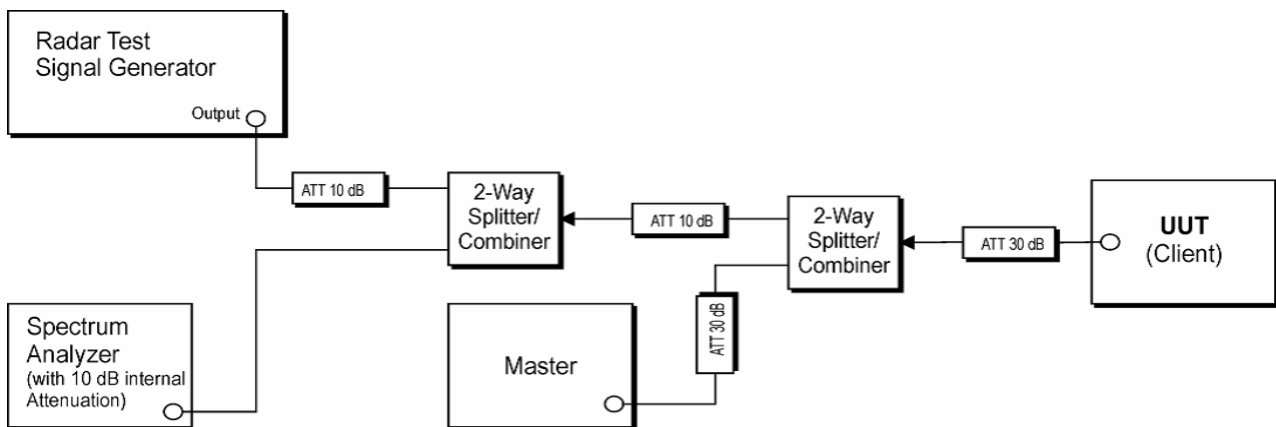 Radar Test
Signal Generator
Output
ATT 10 dB
2-Way
Splitter/
Combiner
ATT 10 dB
2-Way
Splitter/
Combiner
ATT 30 dB
UUT
(Client)
Spectrum
Analyzer
(with 10 dB internal
Attenuation)
Master
ATT 30 dB